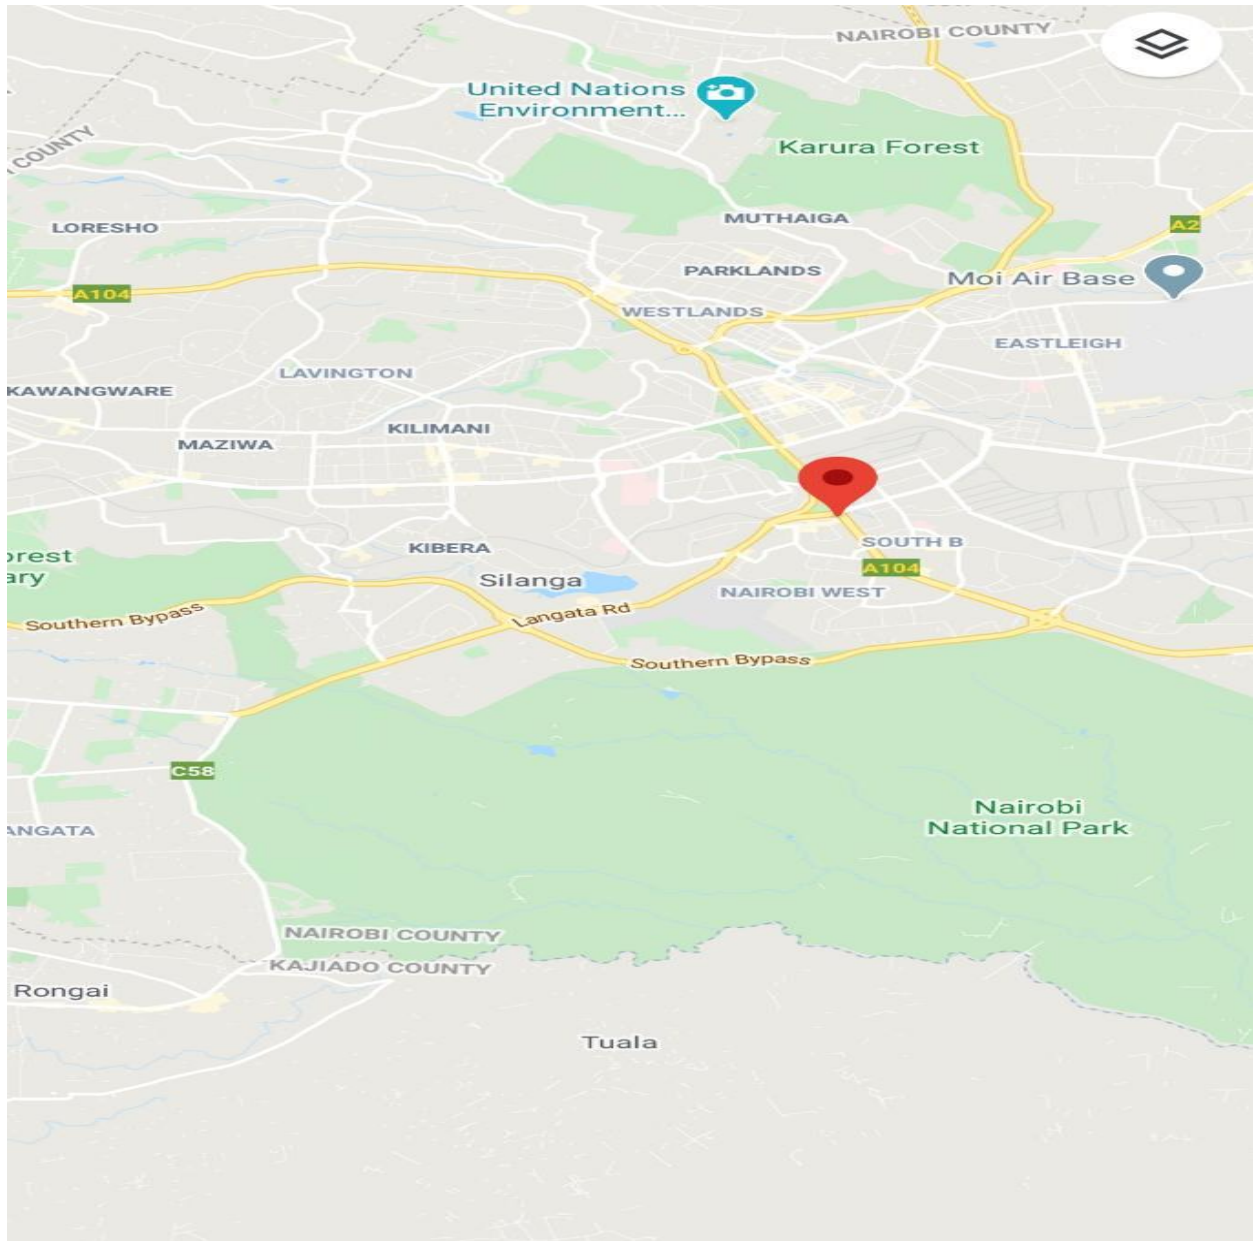 NAIROBI COUNTY
United Nations
Environment...
COUNTY
Karura Forest
LORESHO
MUTHAIGA
A2
PARKLANDS
Moi Air Base
A104
WESTLANDS
EASTLEIGH
LAVINGTON
KAWANGWARE
KILIMANI
MAZIWA
SOUTH B
KIBERA
A104
Silanga
NAIROBI WEST
Langata Rd
Southern Bypass
Southern Bypass
C58
Nairobi
National Park
NAIROBI COUNTY
KAJIADO COUNTY
Rongai
Tuala